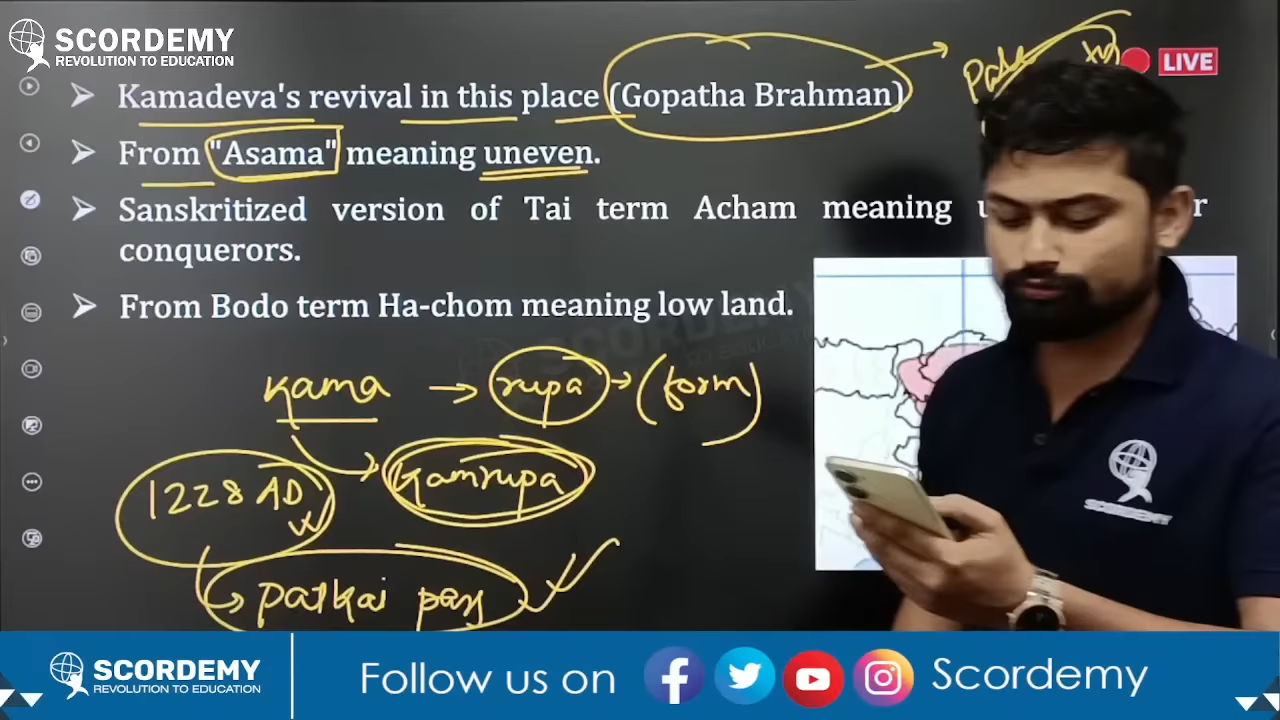 SCORDEMY
REVOLUTION TO EDUCATION
LIVE
➢ Kamadeva's revival in this place (Gopatha Brahman)
➢ From "Asama" meaning uneven.
➢ Sanskritized version of Tai term Acham meaning
conquerors.
➢ From Bodo term Ha-chom meaning low land.
Kama → rupa → (form)
1228 AD
Kamrupa
Patkai pass
SCORDEMY
SCORDEMY
REVOLUTION TO EDUCATION
Follow us on
Scordemy